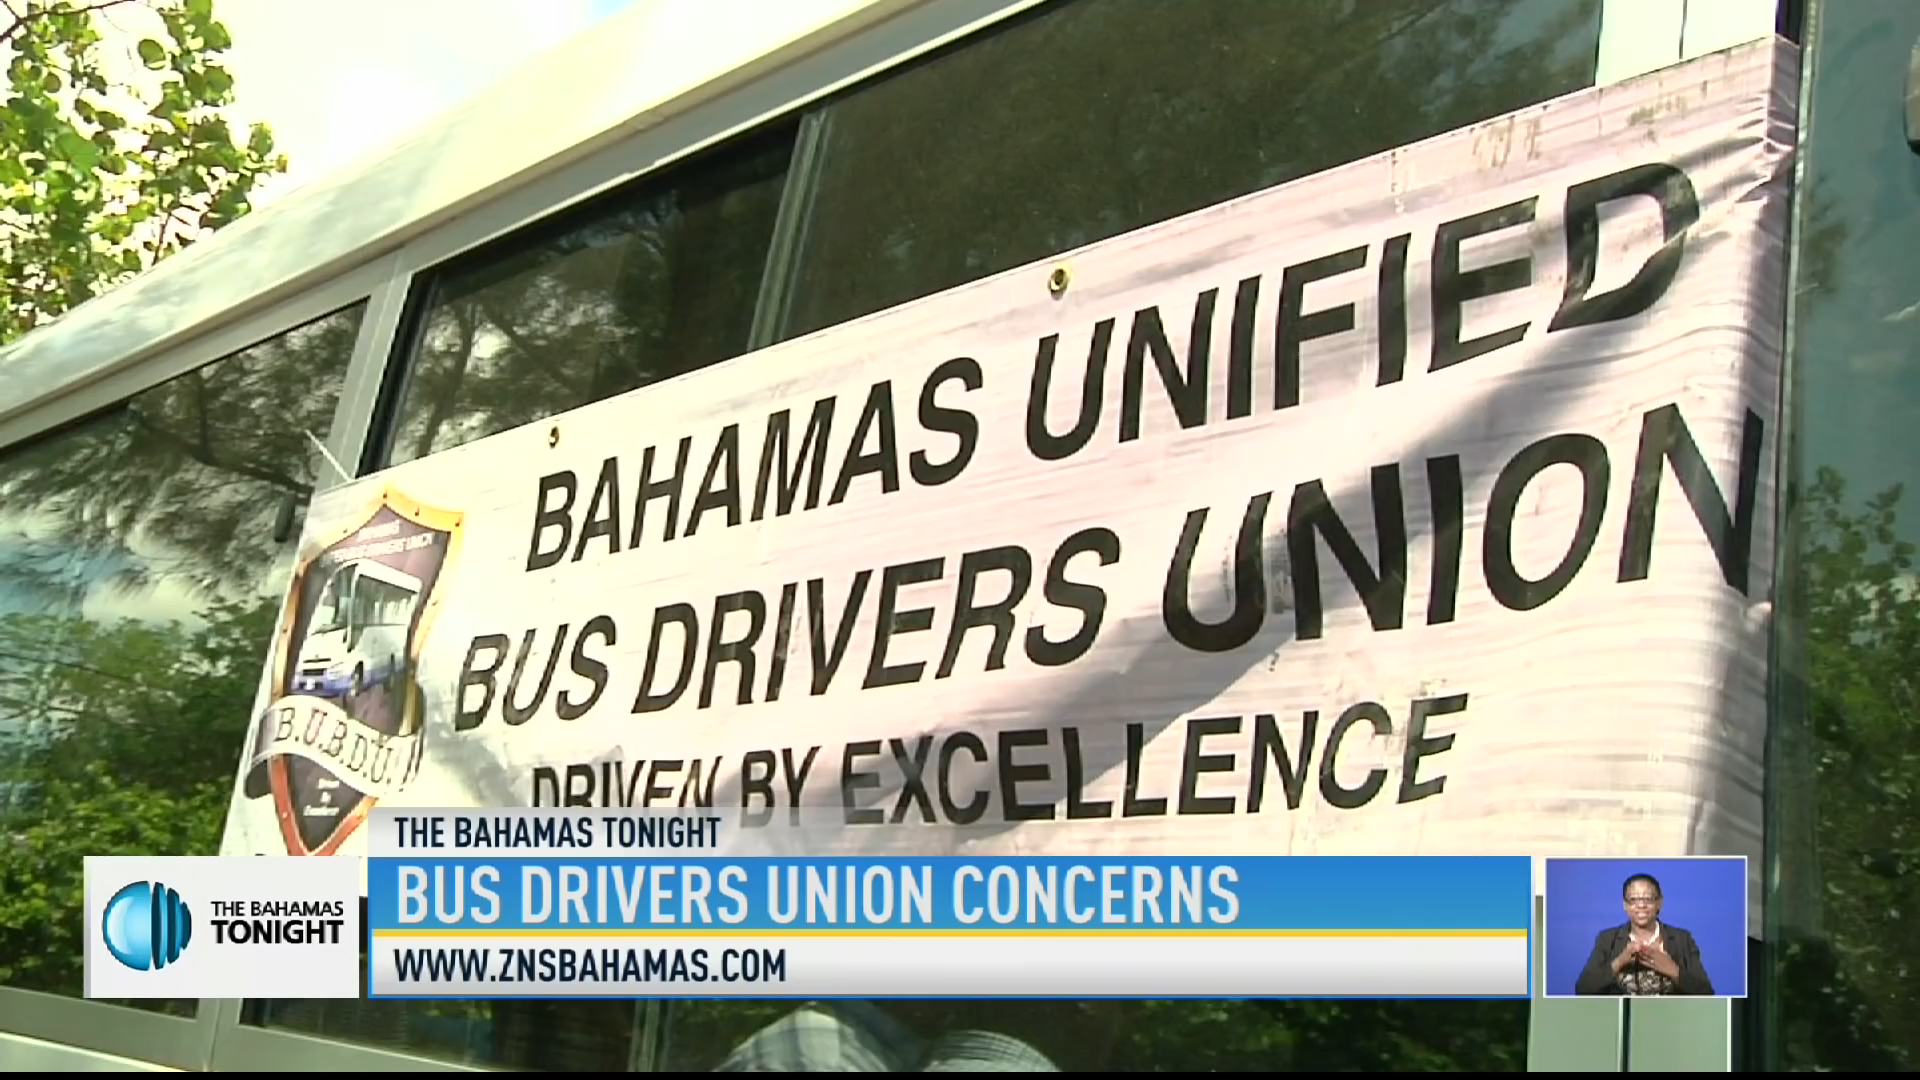 BAHAMAS UNIFIED
BUS DRIVERS UNION
DRIVEN BY EXCELLENCE
B.U.B.D.U.
THE BAHAMAS TONIGHT
BUS DRIVERS UNION CONCERNS
WWW.ZNSBAHAMAS.COM
THE BAHAMAS
TONIGHT